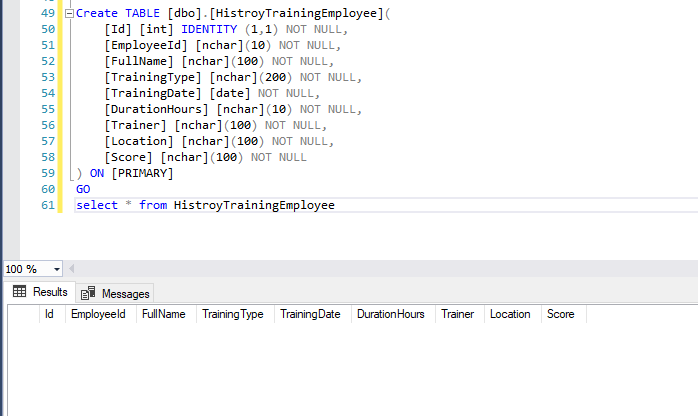 49 Create TABLE [dbo].[HistroyTrainingEmployee](
50 [Id] [int] IDENTITY (1,1) NOT NULL,
51 [EmployeeId] [nchar](10) NOT NULL,
52 [FullName] [nchar](100) NOT NULL,
53 [TrainingType] [nchar](200) NOT NULL,
54 [TrainingDate] [date] NOT NULL,
55 [DurationHours] [nchar](10) NOT NULL,
56 [Trainer] [nchar](100) NOT NULL,
57 [Location] [nchar](100) NOT NULL,
58 [Score] [nchar](100) NOT NULL
59 ) ON [PRIMARY]
60 GO
61 select * from HistroyTrainingEmployee
100 %
Results Messages
Id EmployeeId FullName TrainingType TrainingDate DurationHours Trainer Location Score